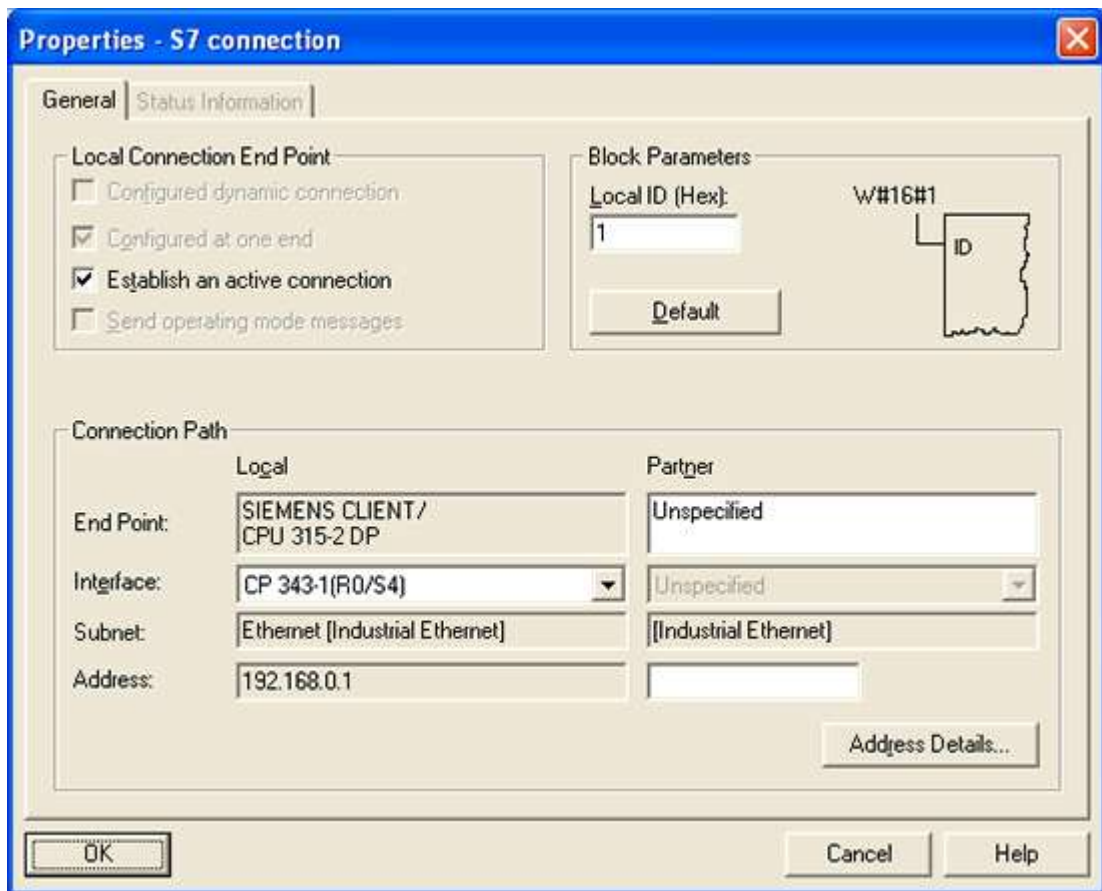 Properties - S7 connection
General
Status Information
Local Connection End Point
Configured dynamic connection
Configured at one end
Establish an active connection
Send operating mode messages
Block Parameters
Local ID (Hex):
1
Default
W#16#1
ID
Connection Path
Local
Partner
End Point:
SIEMENS CLIENT/
CPU 315-2 DP
Unspecified
Interface:
CP 343-1(R0/S4)
Unspecified
Subnet:
Ethernet [Industrial Ethernet]
[Industrial Ethernet]
Address:
192.168.0.1
Address Details...
OK
Cancel
Help